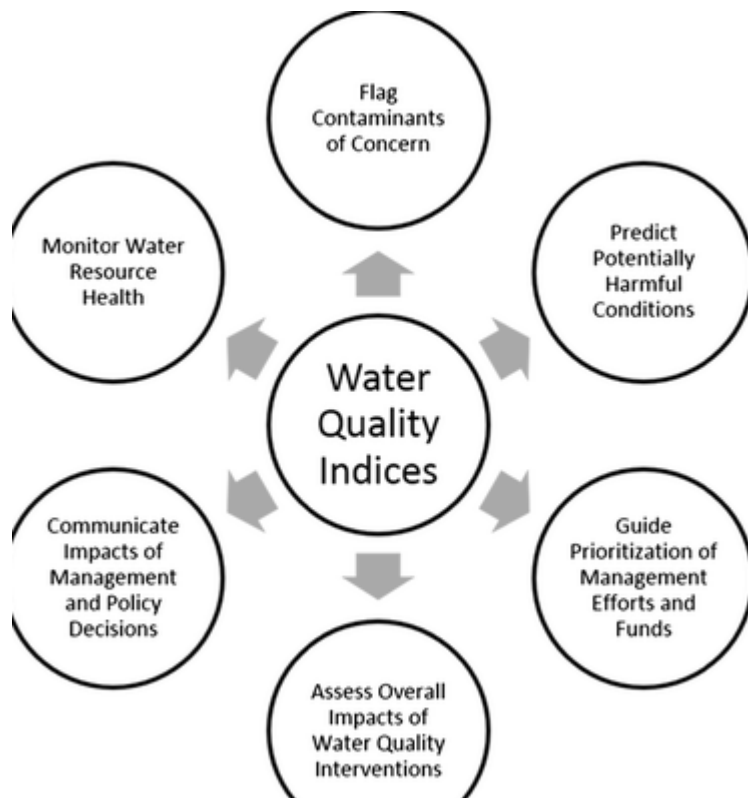 Flag
Contaminants
of Concern
Monitor Water
Resource
Health
Predict
Potentially
Harmful
Conditions
Water
Quality
Indices
Communicate
Impacts of
Management
and Policy
Decisions
Guide
Prioritization of
Management
Efforts and
Funds
Assess Overall
Impacts of
Water Quality
Interventions